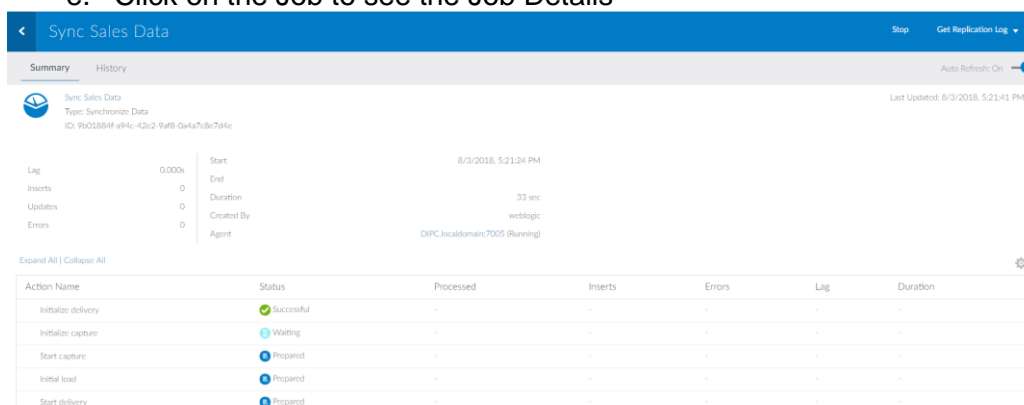 e. Click on the Job to see the Job Details
Sync Sales Data Stop Get Replication Log
Summary History Auto Refresh: On
Sync Sales Data Last Updated: 8/3/2018, 5:21:41 PM
Type: Synchronize Data
ID: 9b01884f-a94c-42e2-9af8-0a4a7c8e7d4e
Start 8/3/2018, 5:21:24 PM
Lag 0.000s
End
Inserts 0
Duration 33 sec
Updates 0
Created By weblogic
Errors 0
Agent DIPC.localdomain:7005 (Running)
Expand All | Collapse All
Action Name Status Processed Inserts Errors Lag Duration
Initialize delivery Successful - - - - -
Initialize capture Waiting - - - - -
Start capture Prepared - - - - -
Initial load Prepared - - - - -
Start delivery Prepared - - - - -